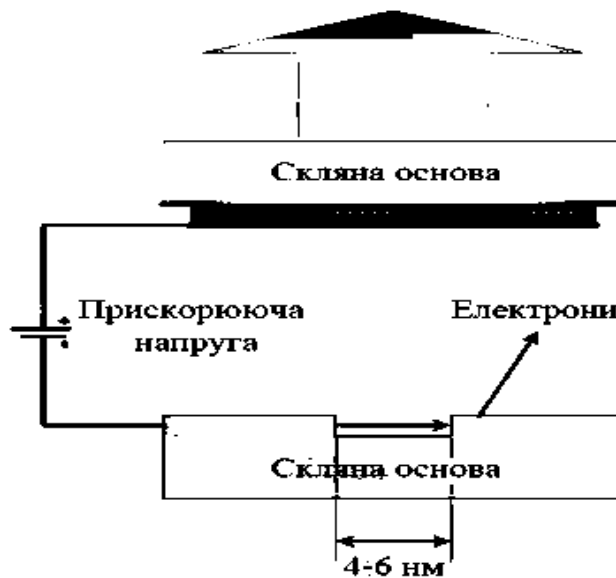 Скляна основа
Прискорююча
напруга
Електрони
Скляна основа
4-6 нм